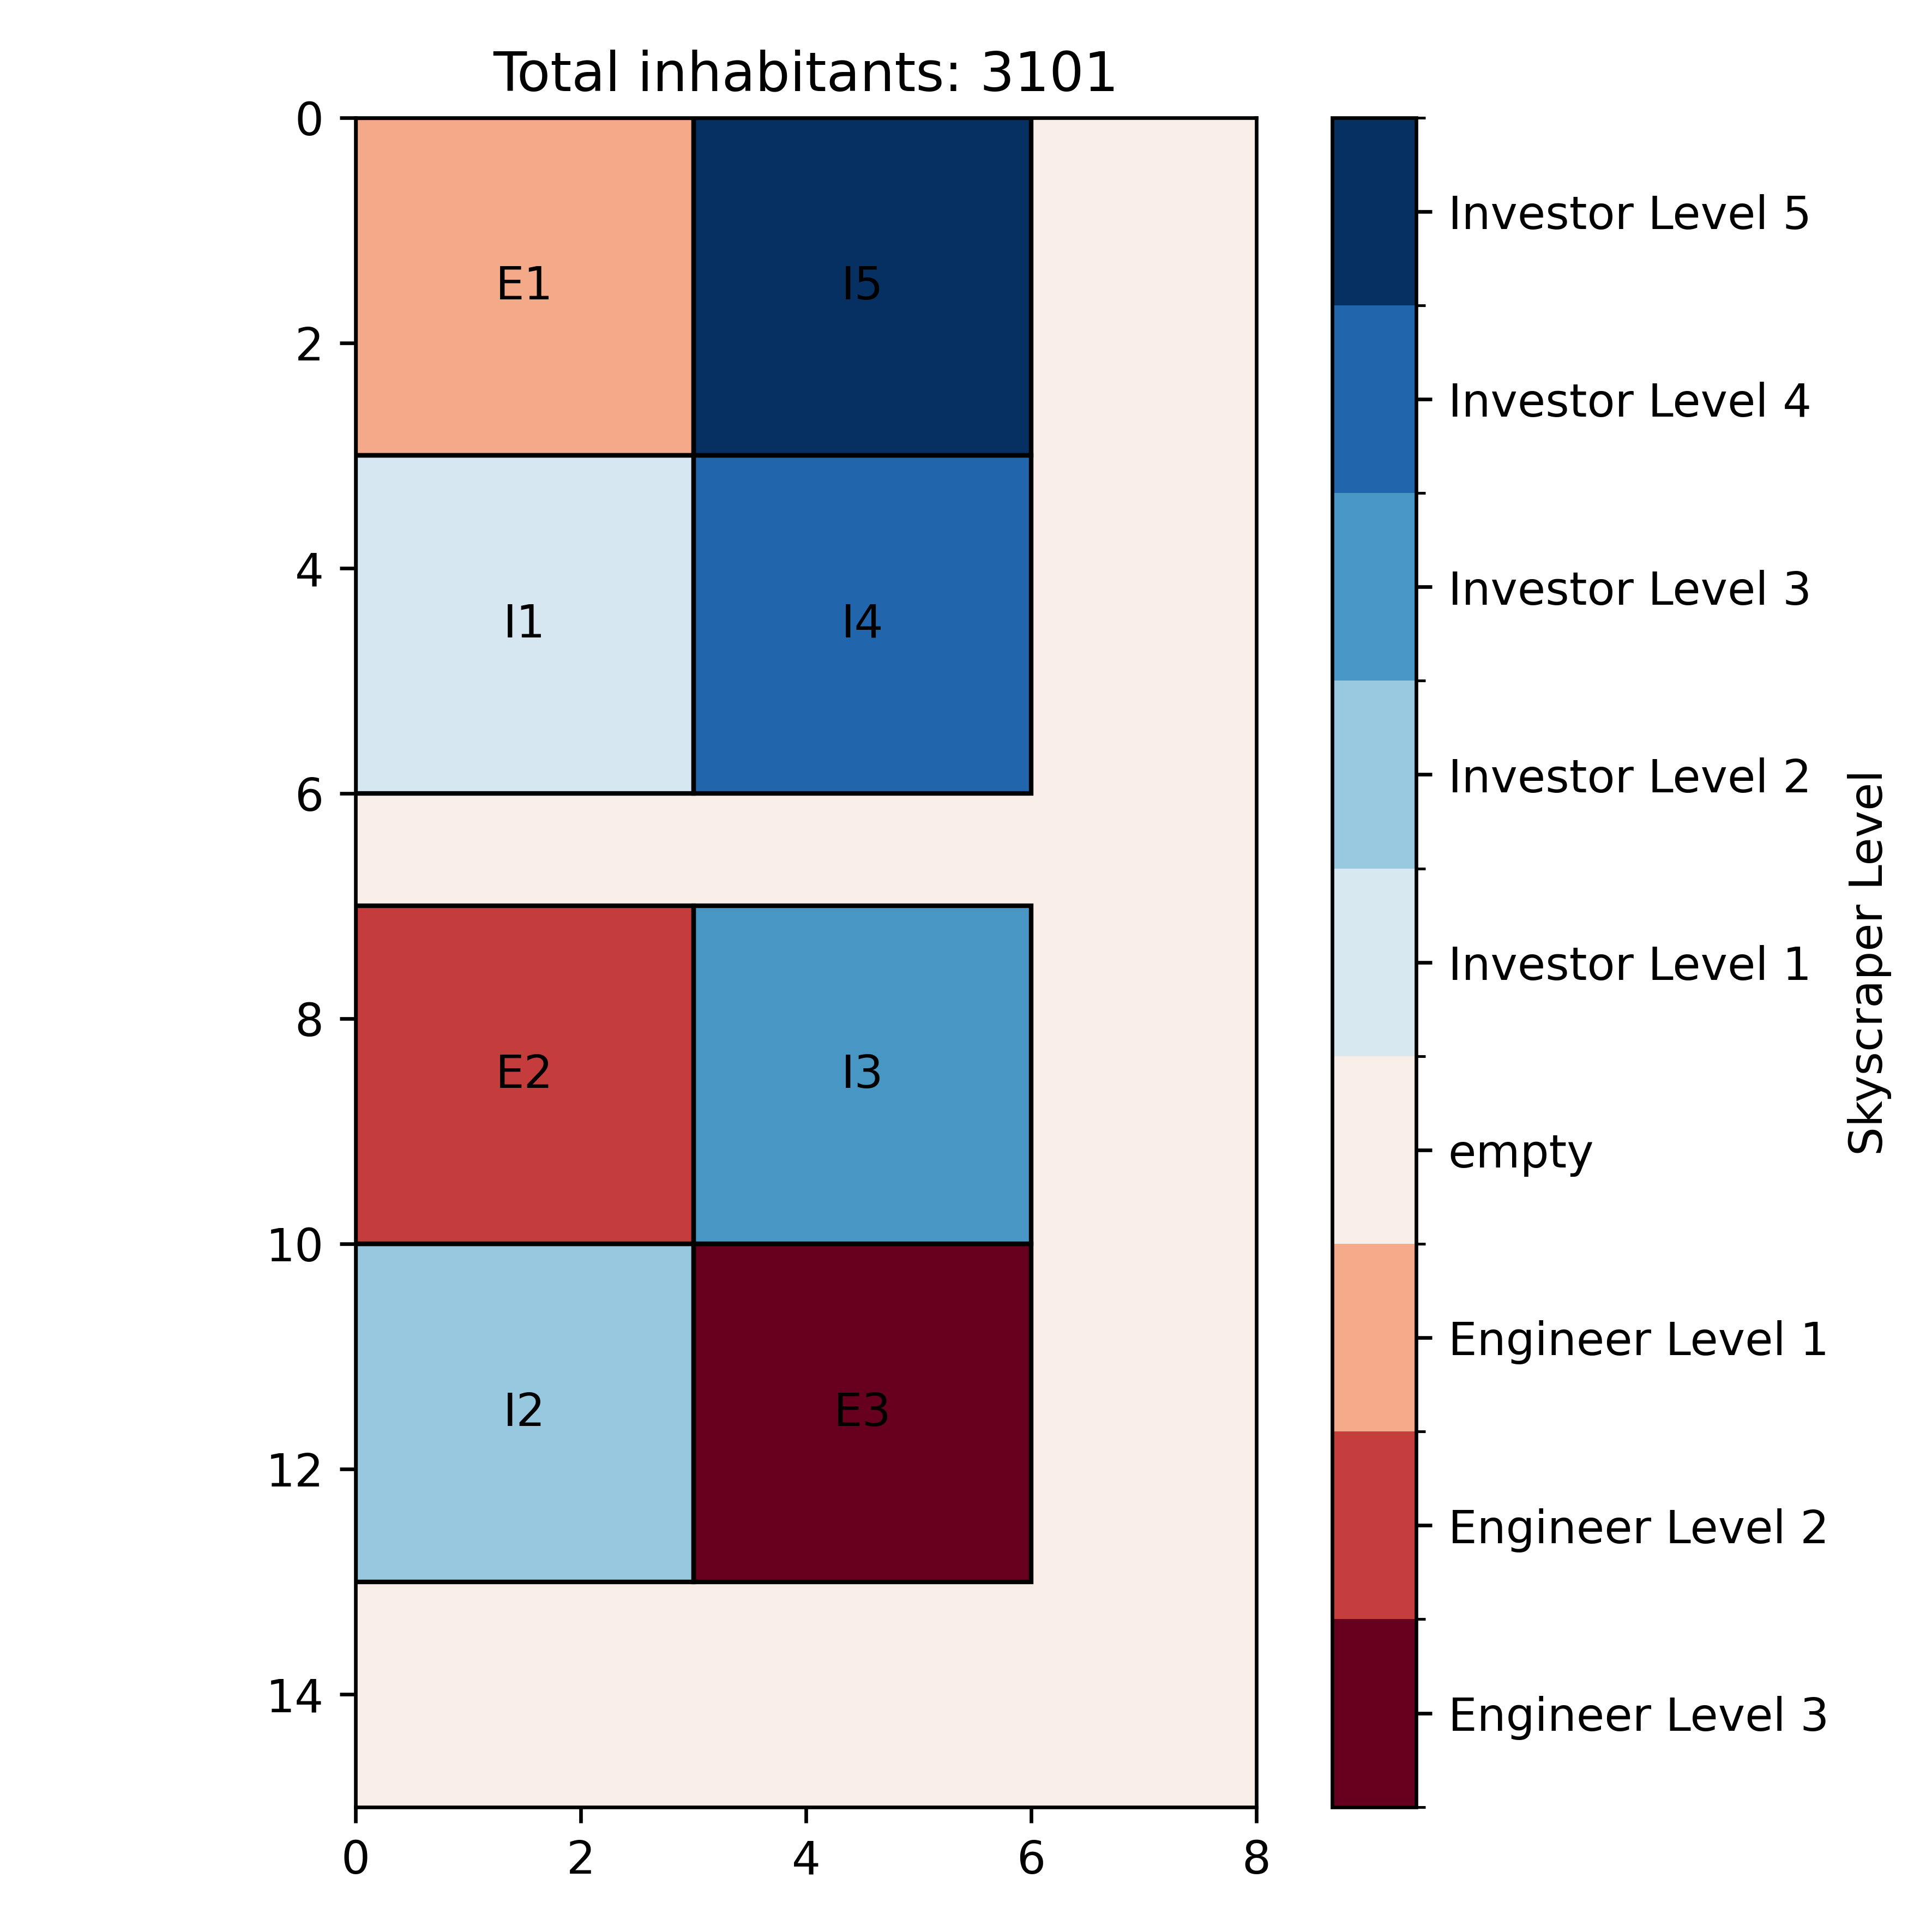 Total inhabitants: 3101
0
2
4
6
8
10
12
14
0
2
4
6
8
E1
I5
I1
I4
E2
I3
I2
E3
Investor Level 5
Investor Level 4
Investor Level 3
Investor Level 2
Investor Level 1
empty
Engineer Level 1
Engineer Level 2
Engineer Level 3
Skyscraper Level